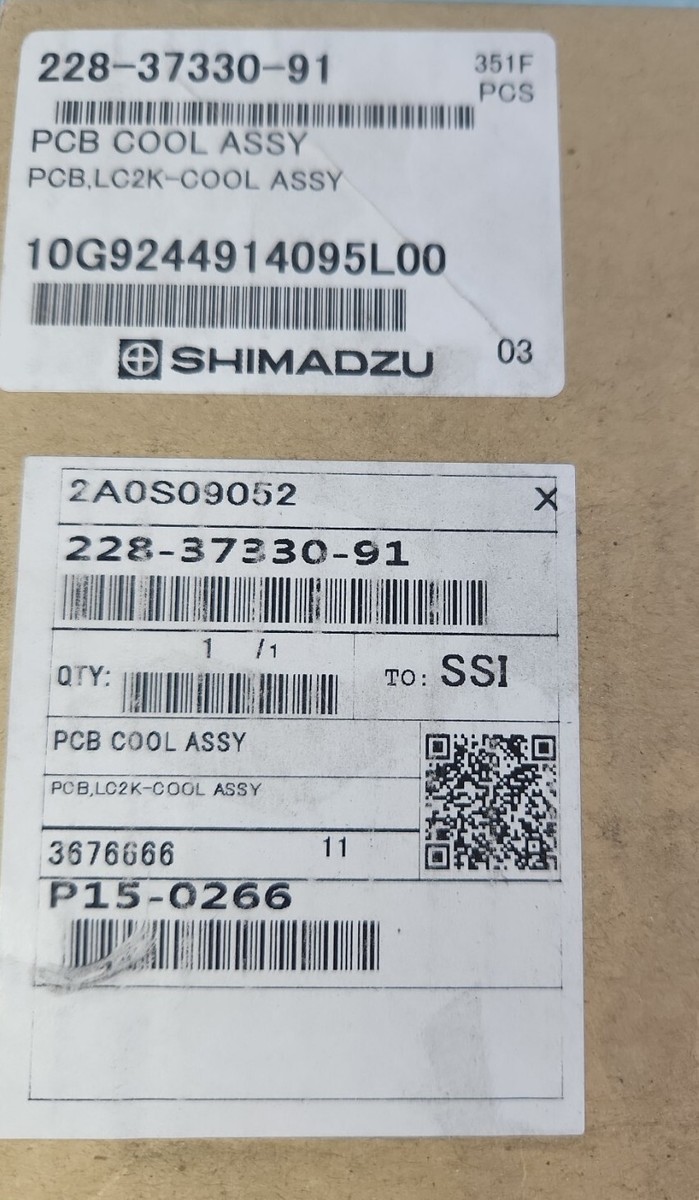 228-37330-91
351F
PCS
PCB COOL ASSY
PCB,LC2K-COOL ASSY
10G9244914095L00
SHIMADZU
03
2A0S09052 X
228-37330-91
1 /1
QTY:
TO: SSI
PCB COOL ASSY
PCB,LC2K-COOL ASSY
3676666 11
P15-0266